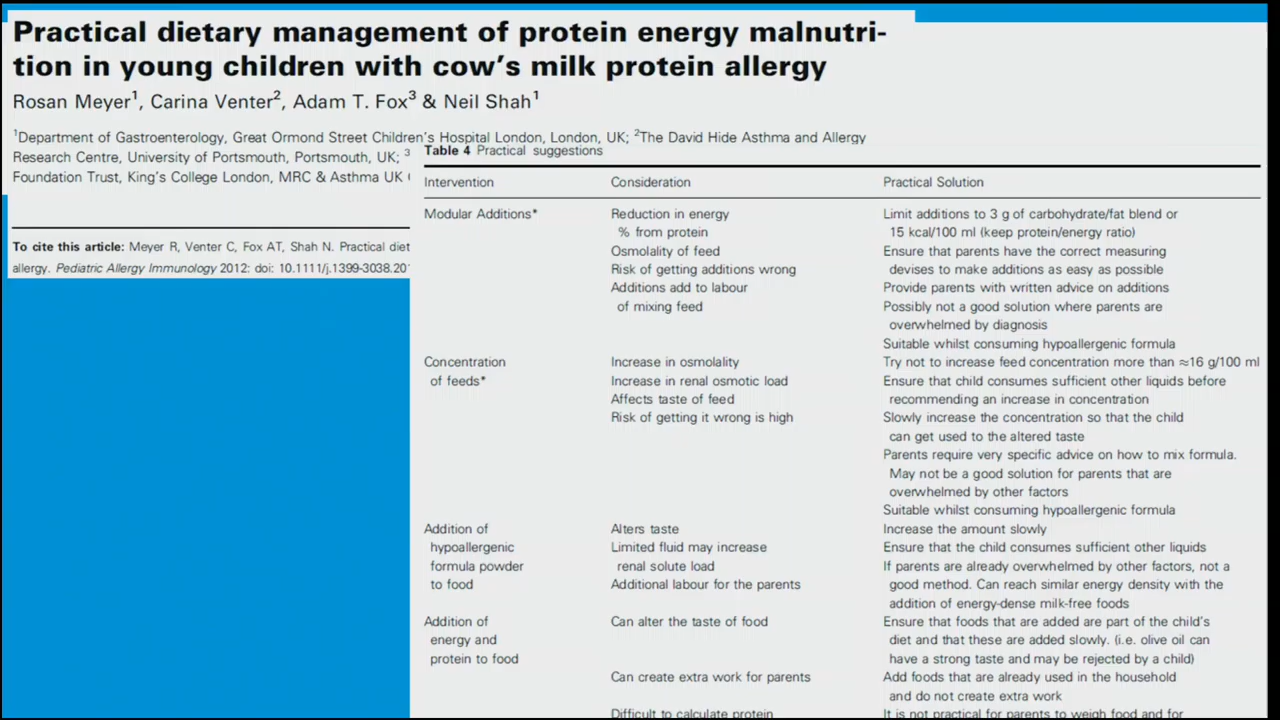 Practical dietary management of protein energy malnutri-
tion in young children with cow's milk protein allergy
Rosan Meyer1, Carina Venter2, Adam T. Fox3 & Neil Shah1
1Department of Gastroenterology, Great Ormond Street Children's Hospital London, London, UK; 2The David Hide Asthma and Allergy
Research Centre, University of Portsmouth, Portsmouth, UK; 3
Foundation Trust, King's College London, MRC & Asthma UK
To cite this article: Meyer R, Venter C, Fox AT, Shah N. Practical diet
allergy. Pediatric Allergy Immunology 2012: doi: 10.1111/j.1399-3038.20
Table 4 Practical suggestions
Intervention Consideration Practical Solution
Modular Additions* Reduction in energy Limit additions to 3 g of carbohydrate/fat blend or
% from protein 15 kcal/100 ml (keep protein/energy ratio)
Osmolality of feed Ensure that parents have the correct measuring
Risk of getting additions wrong devises to make additions as easy as possible
Additions add to labour Provide parents with written advice on additions
of mixing feed Possibly not a good solution where parents are
overwhelmed by diagnosis
Suitable whilst consuming hypoallergenic formula
Concentration Increase in osmolality Try not to increase feed concentration more than ≈16 g/100 ml
of feeds* Increase in renal osmotic load Ensure that child consumes sufficient other liquids before
Affects taste of feed recommending an increase in concentration
Risk of getting it wrong is high Slowly increase the concentration so that the child
can get used to the altered taste
Parents require very specific advice on how to mix formula.
May not be a good solution for parents that are
overwhelmed by other factors
Suitable whilst consuming hypoallergenic formula
Addition of Alters taste Increase the amount slowly
hypoallergenic Limited fluid may increase Ensure that the child consumes sufficient other liquids
formula powder renal solute load If parents are already overwhelmed by other factors, not a
to food Additional labour for the parents good method. Can reach similar energy density with the
addition of energy-dense milk-free foods
Addition of Can alter the taste of food Ensure that foods that are added are part of the child's
energy and diet and that these are added slowly. (i.e. olive oil can
protein to food have a strong taste and may be rejected by a child)
Can create extra work for parents Add foods that are already used in the household
and do not create extra work
Difficult to calculate protein It is not practical for parents to weigh food and for